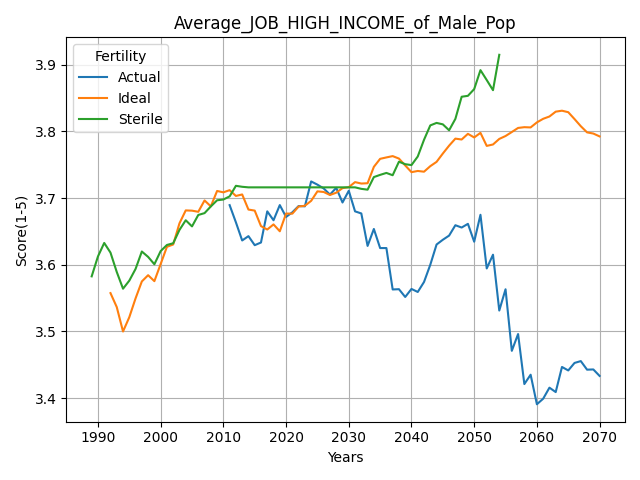 Average_JOB_HIGH_INCOME_of_Male_Pop
Fertility
Actual
Ideal
Sterile
Score(1-5)
3.9
3.8
3.7
3.6
3.5
3.4
1990 2000 2010 2020 2030 2040 2050 2060 2070
Years